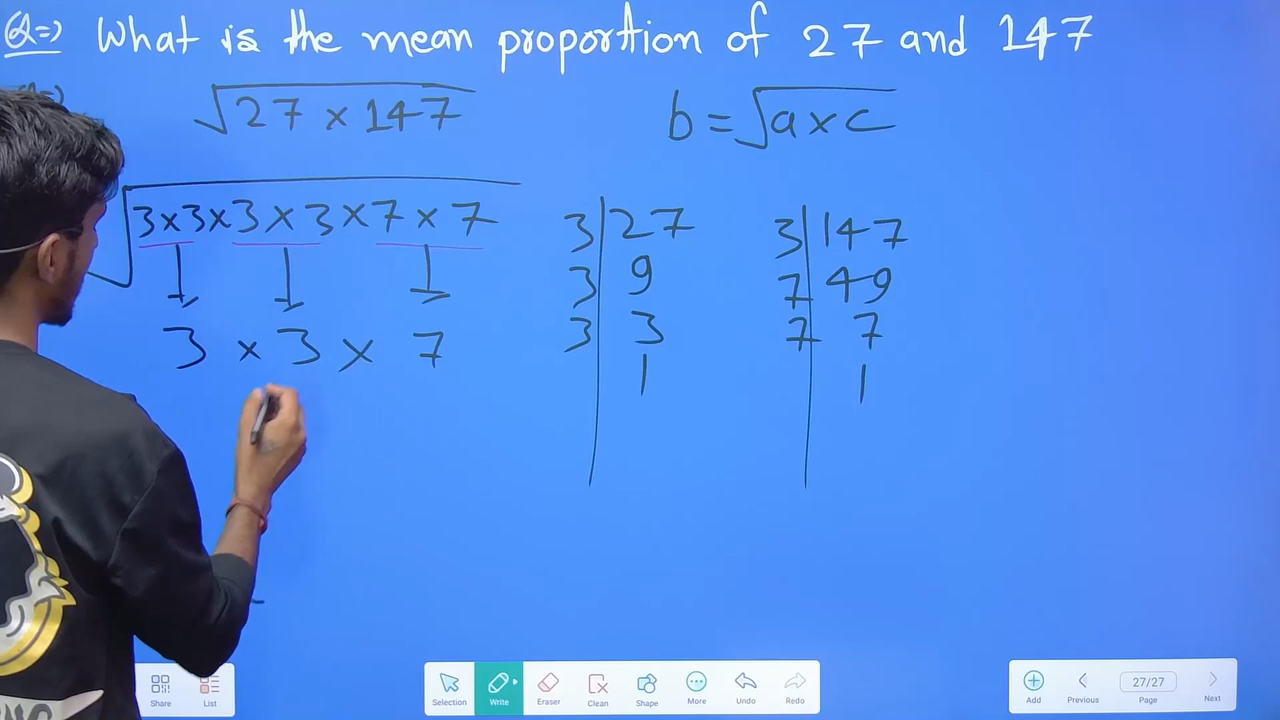 Q=> What is the mean proportion of 27 and 147
√27 × 147
b = √a × c
√3×3×3×3×7×7
3 × 3 × 7
3|27
3|9
3|3
1
3|147
7|49
7|7
1
Share
List
Selection
Write
Eraser
Clean
Shape
More
Undo
Redo
Add
Previous
27/27
Page
Next